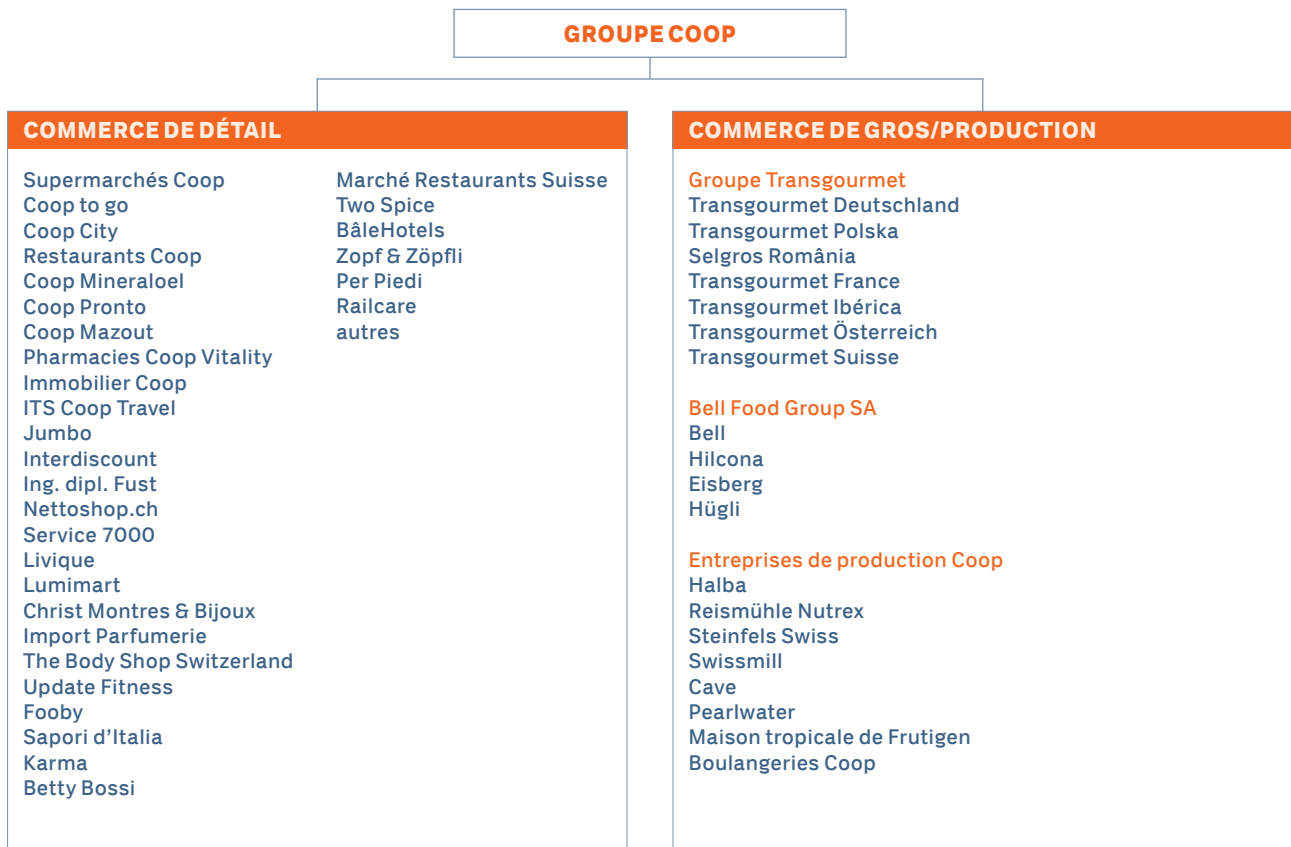 GROUPE COOP
COMMERCE DE DÉTAIL
Supermarchés Coop
Coop to go
Coop City
Restaurants Coop
Coop Mineraloel
Coop Pronto
Coop Mazout
Pharmacies Coop Vitality
Immobilier Coop
ITS Coop Travel
Jumbo
Interdiscount
Ing. dipl. Fust
Nettoshop.ch
Service 7000
Livique
Lumimart
Christ Montres & Bijoux
Import Parfumerie
The Body Shop Switzerland
Update Fitness
Fooby
Sapori d’Italia
Karma
Betty Bossi
Marché Restaurants Suisse
Two Spice
BâleHotels
Zopf & Zöpfli
Per Piedi
Railcare
autres
COMMERCE DE GROS/PRODUCTION
Groupe Transgourmet
Transgourmet Deutschland
Transgourmet Polska
Selgros România
Transgourmet France
Transgourmet Ibérica
Transgourmet Österreich
Transgourmet Suisse
Bell Food Group SA
Bell
Hilcona
Eisberg
Hügli
Entreprises de production Coop
Halba
Reismühle Nutrex
Steinfels Swiss
Swissmill
Cave
Pearlwater
Maison tropicale de Frutigen
Boulangeries Coop